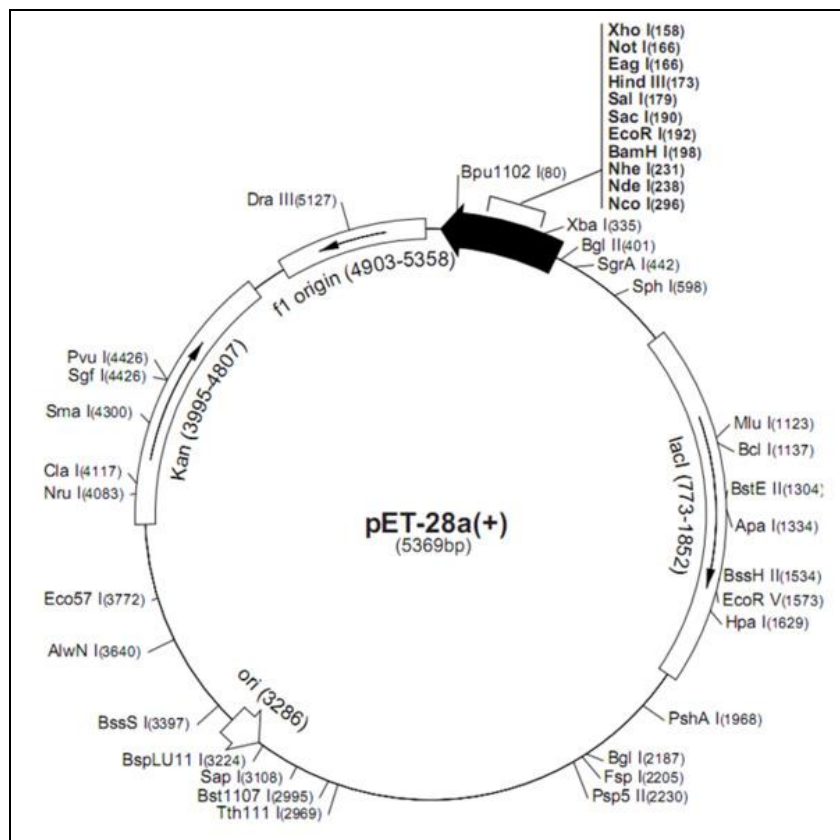 Xho I(158)
Not I(166)
Eag I(166)
Hind III(173)
Sal I(179)
Sac I(190)
EcoR I(192)
BamH I(198)
Nhe I(231)
Nde I(238)
Nco I(296)
Bpu1102 I(80)
Dra III(5127)
Xba I(335)
Bgl II(401)
SgrA I(442)
Sph I(598)
f1 origin (4903-5358)
Pvu I(4426)
Sgf I(4426)
Sma I(4300)
Kan (3995-4807)
Cla I(4117)
Nru I(4083)
Mlu I(1123)
Bcl I(1137)
lacI (773-1852)
BstE II(1304)
Apa I(1334)
pET-28a(+)
(5369bp)
BssH II(1534)
EcoR V(1573)
Hpa I(1629)
Eco57 I(3772)
AlwN I(3640)
ori (3286)
BssS I(3397)
PshA I(1968)
BspLU11 I(3224)
Sap I(3108)
Bst1107 I(2995)
Tth111 I(2969)
Bgl I(2187)
Fsp I(2205)
Psp5 II(2230)